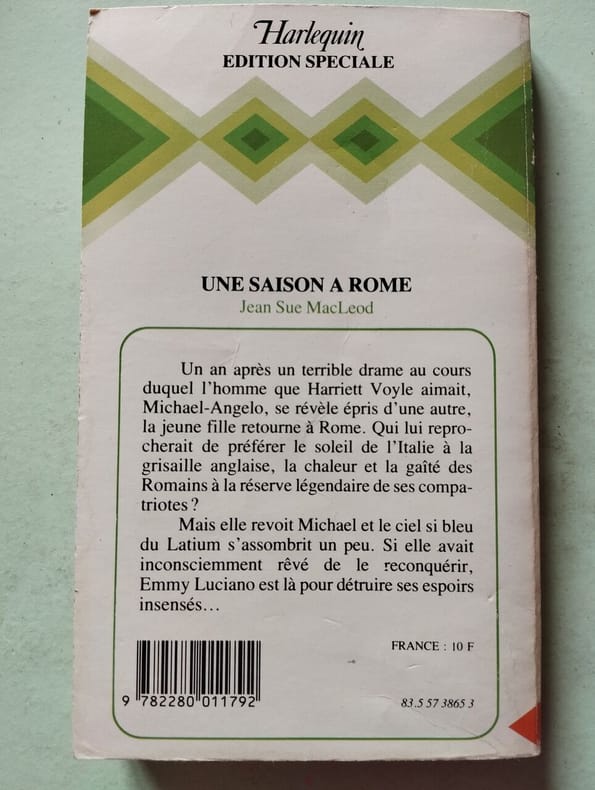 Harlequin
EDITION SPECIALE
UNE SAISON A ROME
Jean Sue MacLeod
Un an après un terrible drame au cours
duquel l'homme que Harriett Voyle aimait,
Michael-Angelo, se révèle épris d'une autre,
la jeune fille retourne à Rome. Qui lui repro-
cherait de préférer le soleil de l'Italie à la
grisaille anglaise, la chaleur et la gaîté des
Romains à la réserve légendaire de ses compa-
triotes ?
Mais elle revoit Michael et le ciel si bleu
du Latium s'assombrit un peu. Si elle avait
inconsciemment rêvé de le reconquérir,
Emmy Luciano est là pour détruire ses espoirs
insensés...
FRANCE : 10 F
9 782280 011792
83.5 57 3865 3